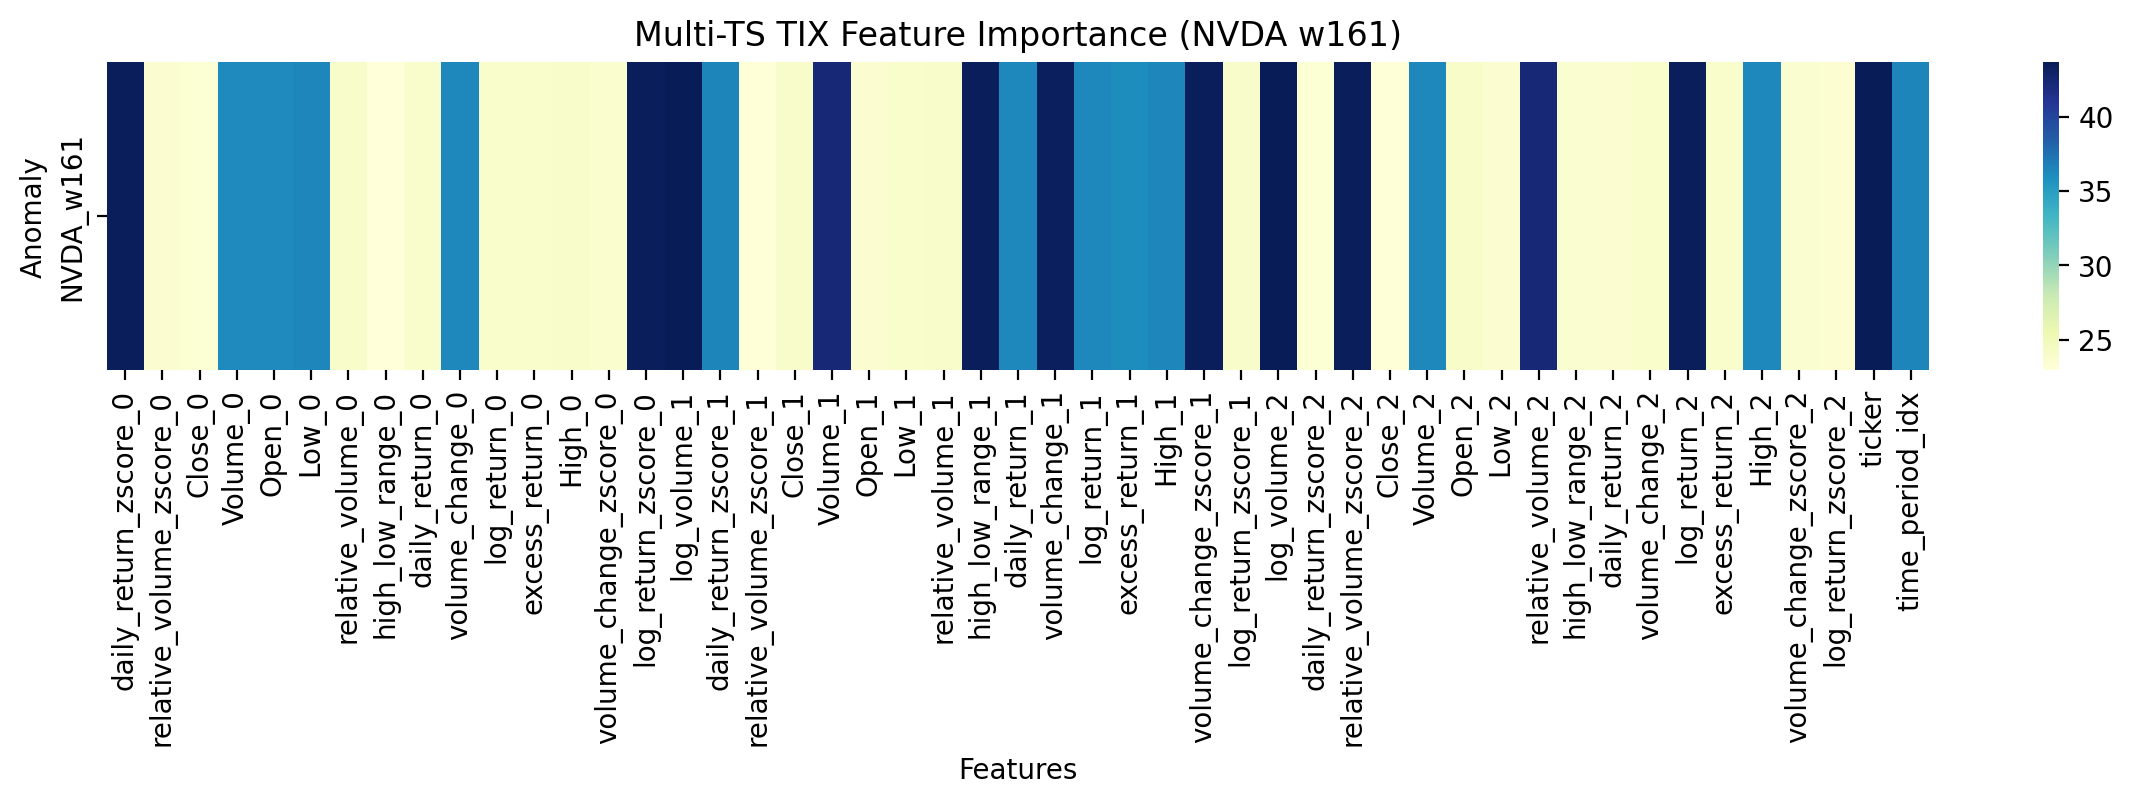 Multi-TS TIX Feature Importance (NVDA w161)
Anomaly
NVDA_w161
40
35
30
25
daily_return_zscore_0
relative_volume_zscore_0
Close_0
Volume_0
Open_0
Low_0
relative_volume_0
high_low_range_0
daily_return_0
volume_change_0
log_return_0
excess_return_0
High_0
volume_change_zscore_0
log_return_zscore_0
log_volume_1
daily_return_zscore_1
relative_volume_zscore_1
Close_1
Volume_1
Open_1
Low_1
relative_volume_1
high_low_range_1
daily_return_1
volume_change_1
log_return_1
excess_return_1
High_1
volume_change_zscore_1
log_return_zscore_1
log_volume_2
daily_return_zscore_2
relative_volume_zscore_2
Close_2
Volume_2
Open_2
Low_2
relative_volume_2
high_low_range_2
daily_return_2
volume_change_2
log_return_2
excess_return_2
High_2
volume_change_zscore_2
log_return_zscore_2
ticker
time_period_idx
Features